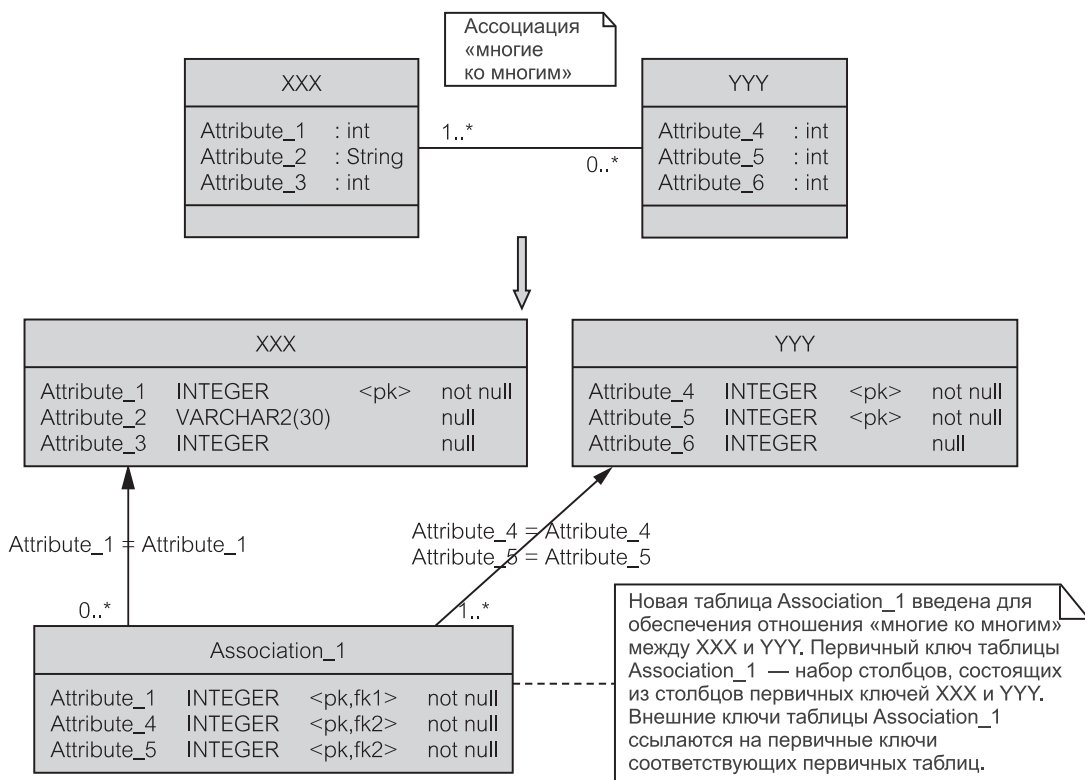 Ассоциация
«многие
ко многим»
XXX
Attribute_1 : int
Attribute_2 : String
Attribute_3 : int
1..*
0..*
YYY
Attribute_4 : int
Attribute_5 : int
Attribute_6 : int
XXX
Attribute_1 INTEGER <pk> not null
Attribute_2 VARCHAR2(30) null
Attribute_3 INTEGER null
YYY
Attribute_4 INTEGER <pk> not null
Attribute_5 INTEGER <pk> not null
Attribute_6 INTEGER null
Attribute_1 = Attribute_1
Attribute_4 = Attribute_4
Attribute_5 = Attribute_5
0..*
1..*
Association_1
Attribute_1 INTEGER <pk,fk1> not null
Attribute_4 INTEGER <pk,fk2> not null
Attribute_5 INTEGER <pk,fk2> not null
Новая таблица Association_1 введена для
обеспечения отношения «многие ко многим»
между XXX и YYY. Первичный ключ таблицы
Association_1 — набор столбцов, состоящих
из столбцов первичных ключей XXX и YYY.
Внешние ключи таблицы Association_1
ссылаются на первичные ключи
соответствующих первичных таблиц.